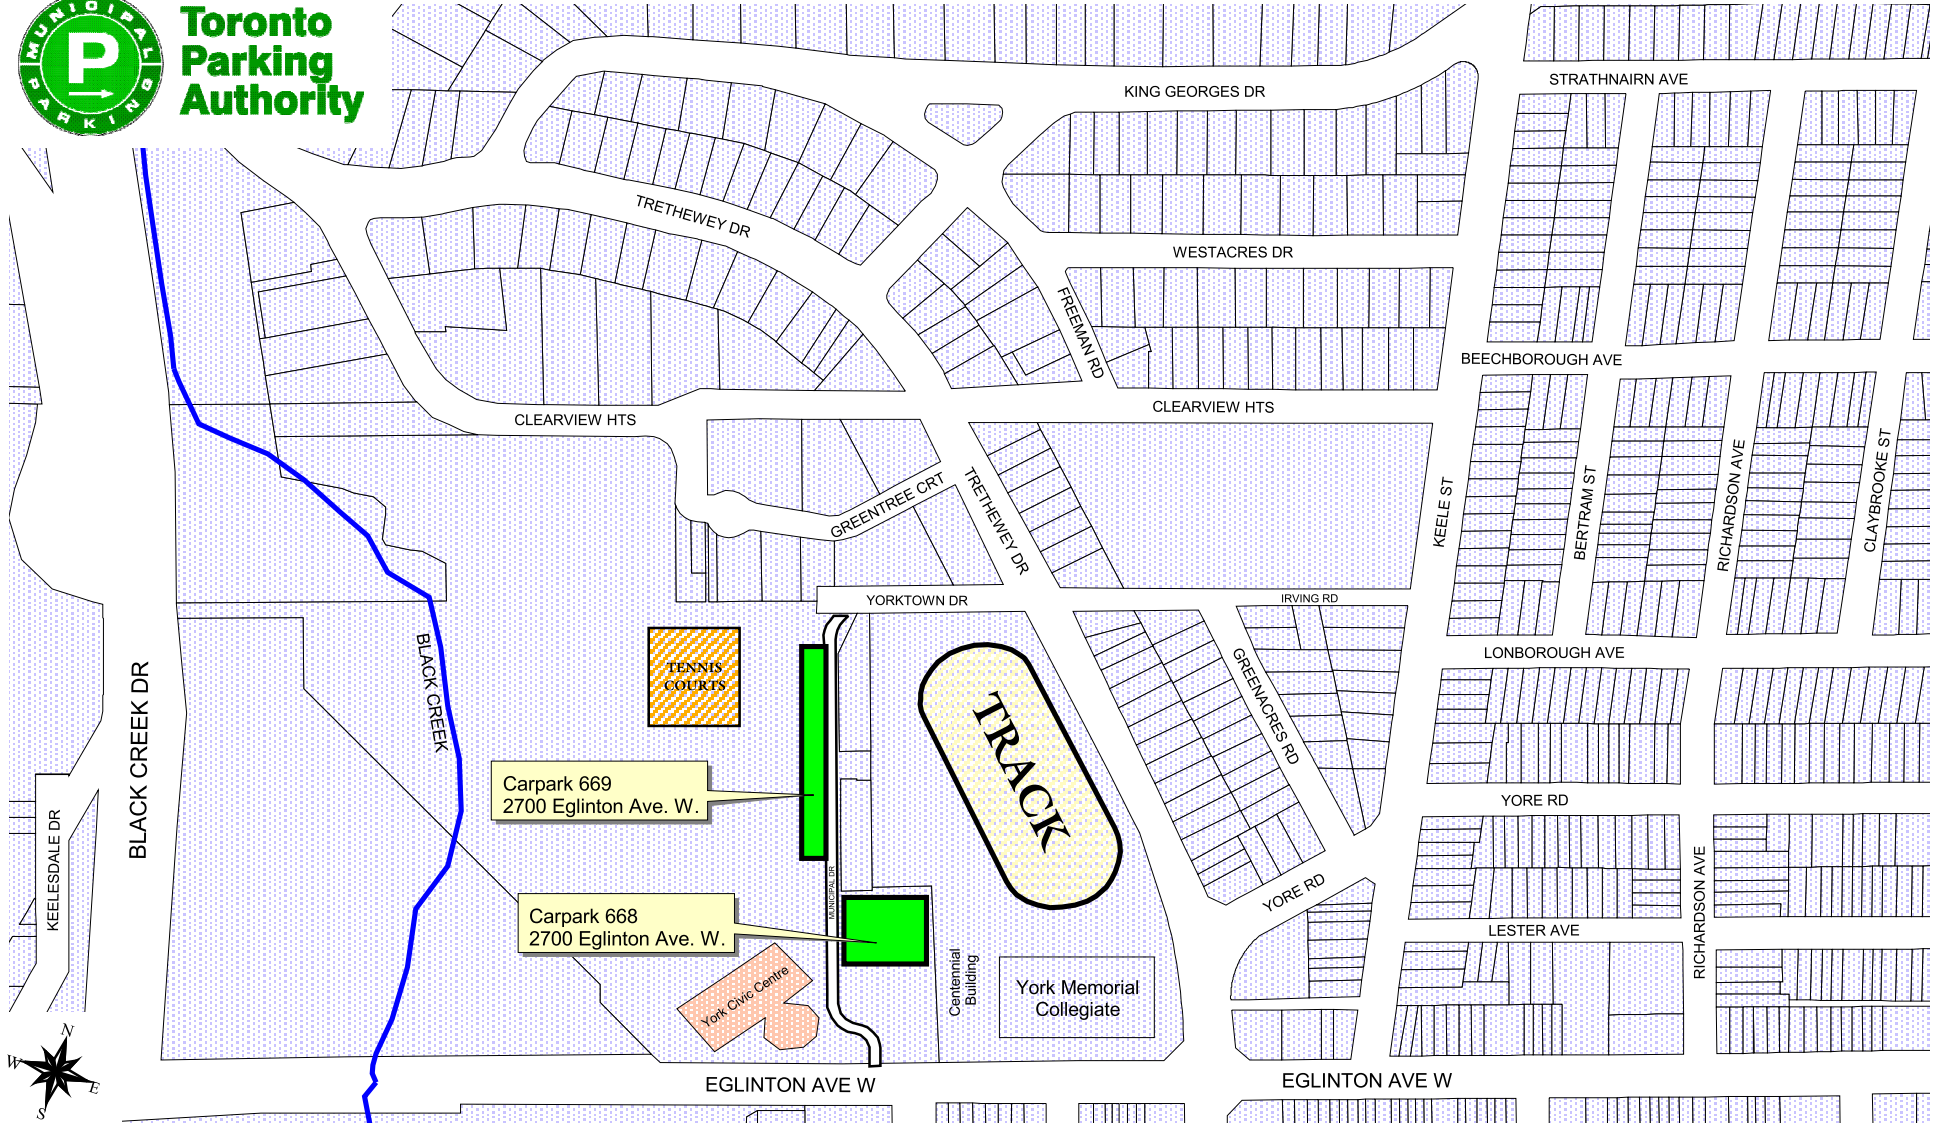 MUNICIPAL
P
PARKING
Toronto
Parking
Authority
STRATHNAIRN AVE
KING GEORGES DR
TRETHEWEY DR
WESTACRES DR
FREEMAN RD
BEECHBOROUGH AVE
CLEARVIEW HTS
CLEARVIEW HTS
GREENTREE CRT
TRETHEWEY DR
KEELE ST
BERTRAM ST
RICHARDSON AVE
CLAYBROOKE ST
YORKTOWN DR
IRVING RD
BLACK CREEK
TENNIS
COURTS
GREENACRES RD
LONBOROUGH AVE
BLACK CREEK DR
TRACK
Carpark 669
2700 Eglinton Ave. W.
YORE RD
KEELESDALE DR
MUNICIPAL DR
YORE RD
RICHARDSON AVE
Carpark 668
2700 Eglinton Ave. W.
LESTER AVE
Centennial
Building
York Civic Centre
York Memorial
Collegiate
N
W
E
S
EGLINTON AVE W
EGLINTON AVE W